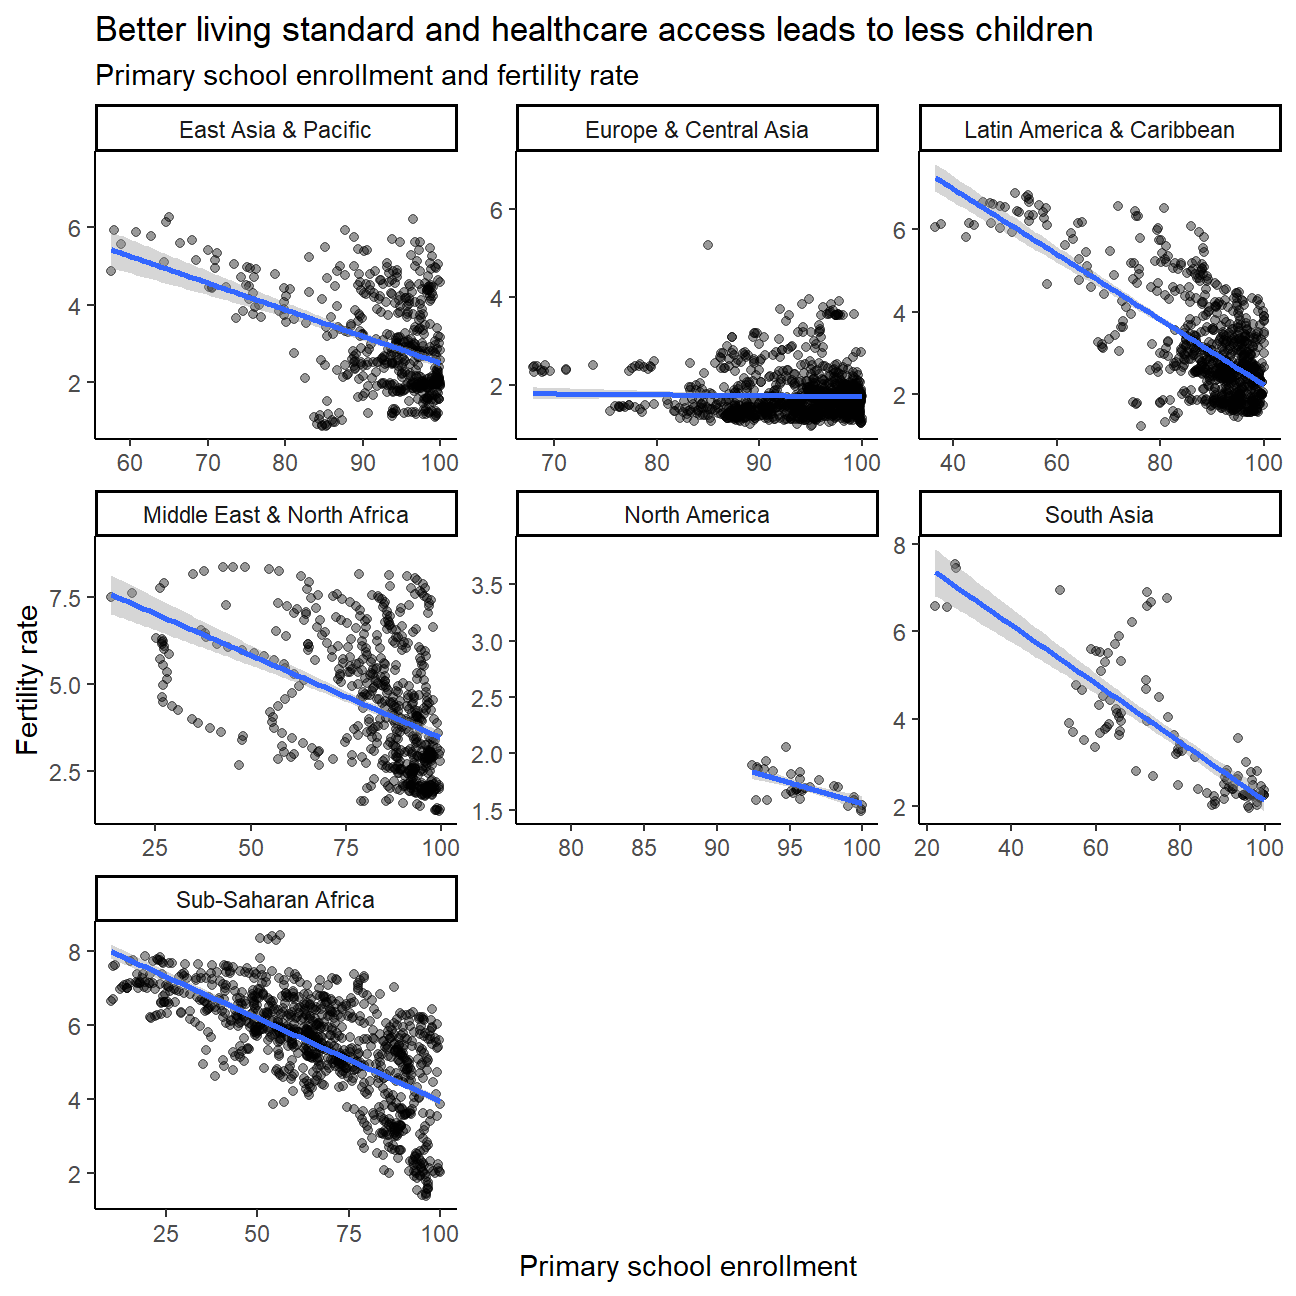 Better living standard and healthcare access leads to less children
Primary school enrollment and fertility rate
East Asia & Pacific
Europe & Central Asia
Latin America & Caribbean
6
4
2
60 70 80 90 100
6
4
2
70 80 90 100
6
4
2
40 60 80 100
Middle East & North Africa
North America
South Asia
7.5
5.0
2.5
25 50 75 100
3.5
3.0
2.5
2.0
1.5
80 85 90 95 100
8
6
4
2
20 40 60 80 100
Fertility rate
Sub-Saharan Africa
8
6
4
2
25 50 75 100
Primary school enrollment